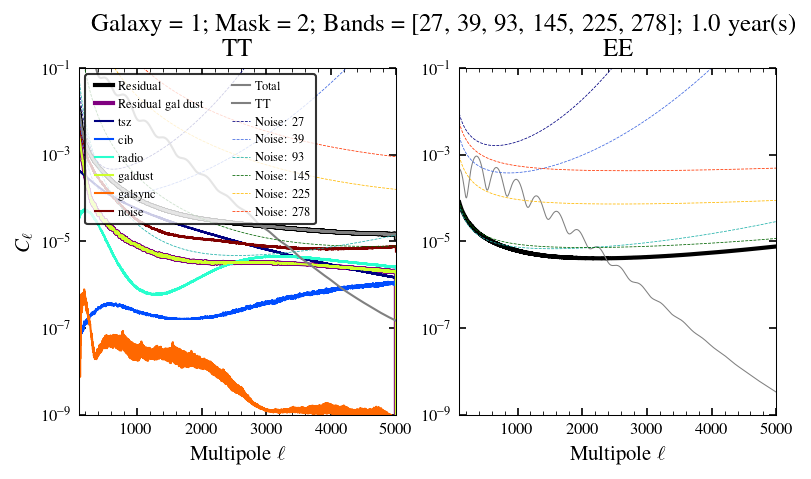 Galaxy = 1; Mask = 2; Bands = [27, 39, 93, 145, 225, 278]; 1.0 year(s)
TT
EE
10⁻¹
10⁻³
10⁻⁵
10⁻⁷
10⁻⁹
C_ℓ
Residual
Residual gal dust
tsz
cib
radio
galdust
galsync
noise
Total
TT
Noise: 27
Noise: 39
Noise: 93
Noise: 145
Noise: 225
Noise: 278
1000
2000
3000
4000
5000
Multipole ℓ
10⁻¹
10⁻³
10⁻⁵
10⁻⁷
10⁻⁹
1000
2000
3000
4000
5000
Multipole ℓ